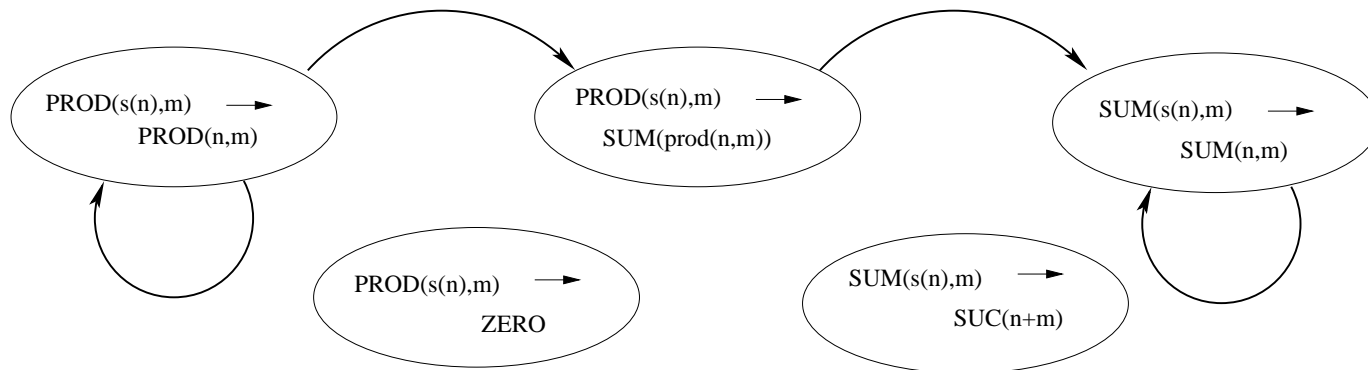 PROD(s(n),m) →
PROD(n,m)
PROD(s(n),m) →
SUM(prod(n,m))
SUM(s(n),m) →
SUM(n,m)
PROD(s(n),m) →
ZERO
SUM(s(n),m) →
SUC(n+m)